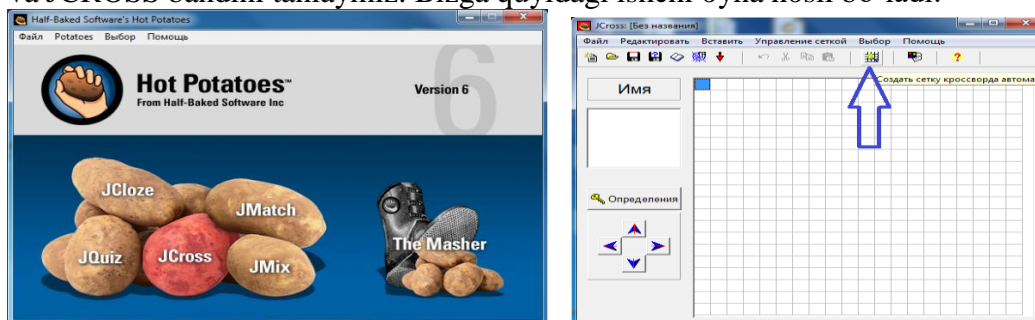 va JCROSS bandini tanlaymiz. Bizga quyidagi ishchi oyna hosil bo'ladi.
Half-Baked Software's Hot Potatoes
Файл Potatoes Выбор Помощь
Hot Potatoes™
From Half-Baked Software Inc
Version 6
6
JCloze
JMatch
JQuiz
JCross
JMix
The Masher
JCross: [Без названия]
Файл Редактировать Вставить Управление сеткой Выбор Помощь
Создать сетку кроссворда автома
Имя
Определения